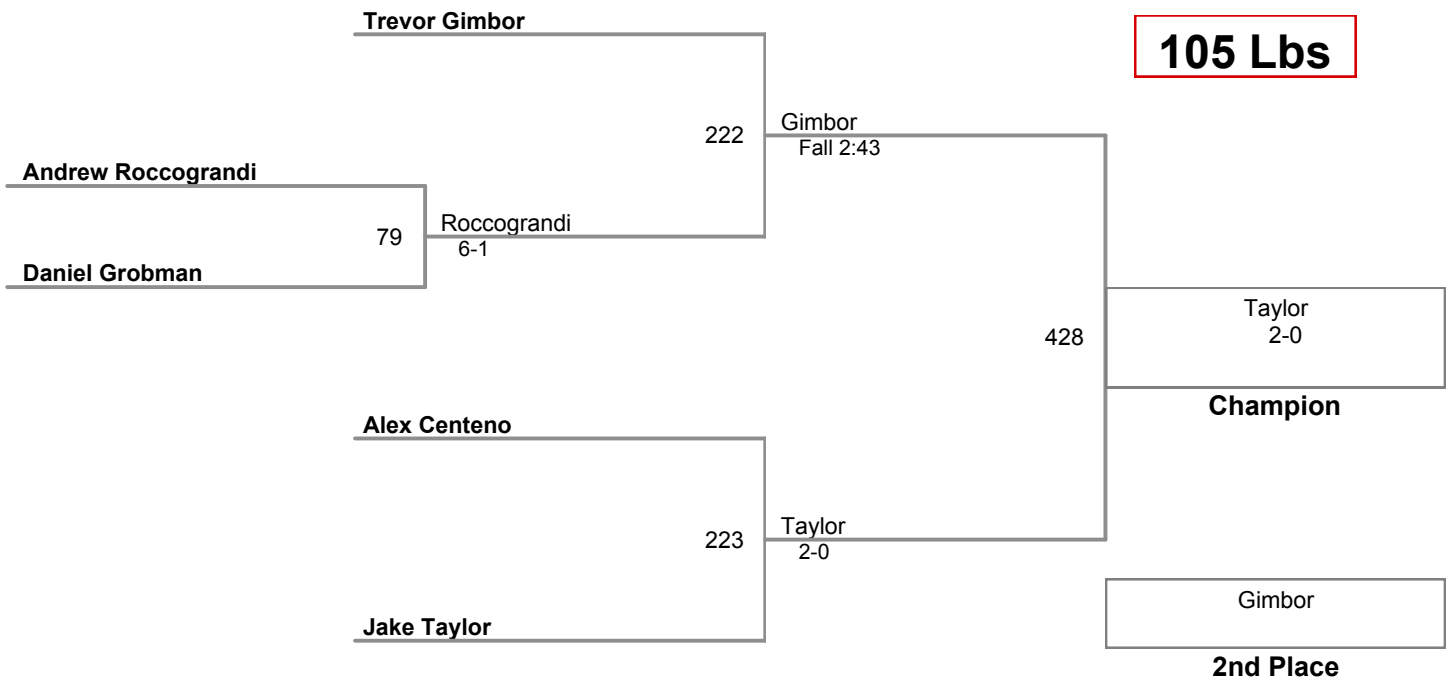 Trevor Gimbor
105 Lbs
222
Gimbor
Fall 2:43
Andrew Roccograndi
79
Roccograndi
6-1
Daniel Grobman
428
Taylor
2-0
Champion
Alex Centeno
223
Taylor
2-0
Jake Taylor
Gimbor
2nd Place